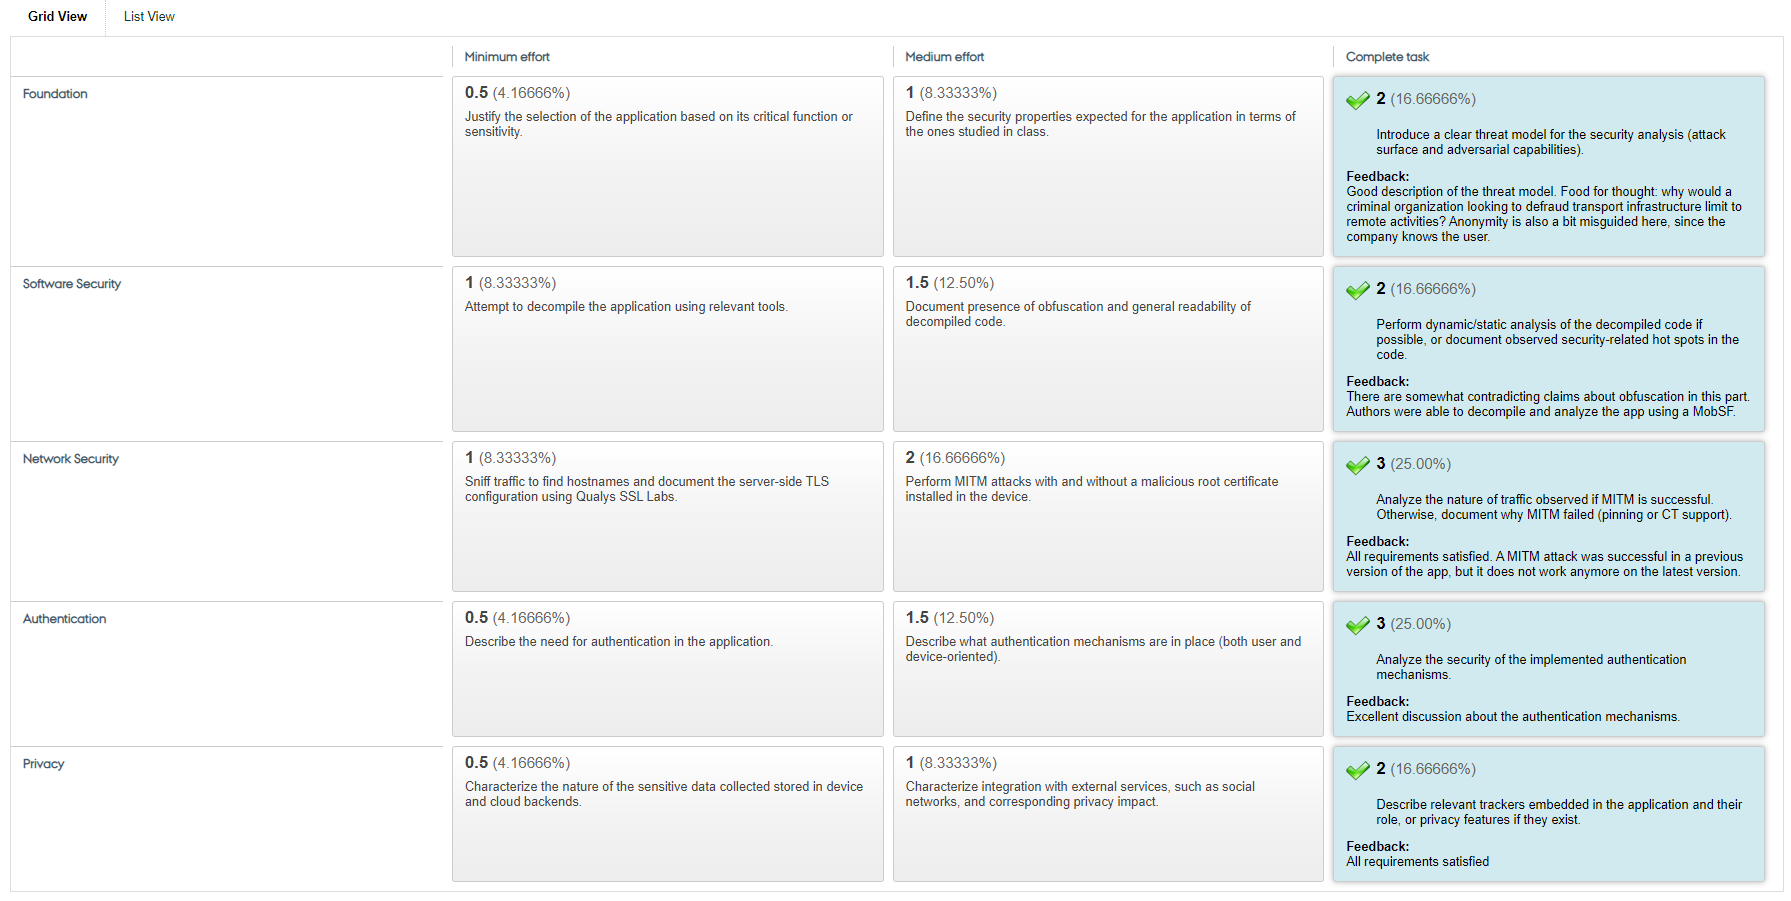 Grid View
List View
Minimum effort
Medium effort
Complete task
Foundation
0.5 (4.16666%)
Justify the selection of the application based on its critical function or
sensitivity.
1 (8.33333%)
Define the security properties expected for the application in terms of
the ones studied in class.
2 (16.66666%)
Introduce a clear threat model for the security analysis (attack
surface and adversarial capabilities).
Feedback:
Good description of the threat model. Food for thought: why would a
criminal organization looking to defraud transport infrastructure limit to
remote activities? Anonymity is also a bit misguided here, since the
company knows the user.
Software Security
1 (8.33333%)
Attempt to decompile the application using relevant tools.
1.5 (12.50%)
Document presence of obfuscation and general readability of
decompiled code.
2 (16.66666%)
Perform dynamic/static analysis of the decompiled code if
possible, or document observed security-related hot spots in the
code.
Feedback:
There are somewhat contradicting claims about obfuscation in this part.
Authors were able to decompile and analyze the app using a MobSF.
Network Security
1 (8.33333%)
Sniff traffic to find hostnames and document the server-side TLS
configuration using Qualys SSL Labs.
2 (16.66666%)
Perform MITM attacks with and without a malicious root certificate
installed in the device.
3 (25.00%)
Analyze the nature of traffic observed if MITM is successful.
Otherwise, document why MITM failed (pinning or CT support).
Feedback:
All requirements satisfied. A MITM attack was successful in a previous
version of the app, but it does not work anymore on the latest version.
Authentication
0.5 (4.16666%)
Describe the need for authentication in the application.
1.5 (12.50%)
Describe what authentication mechanisms are in place (both user and
device-oriented).
3 (25.00%)
Analyze the security of the implemented authentication
mechanisms.
Feedback:
Excellent discussion about the authentication mechanisms.
Privacy
0.5 (4.16666%)
Characterize the nature of the sensitive data collected stored in device
and cloud backends.
1 (8.33333%)
Characterize integration with external services, such as social
networks, and corresponding privacy impact.
2 (16.66666%)
Describe relevant trackers embedded in the application and their
role, or privacy features if they exist.
Feedback:
All requirements satisfied